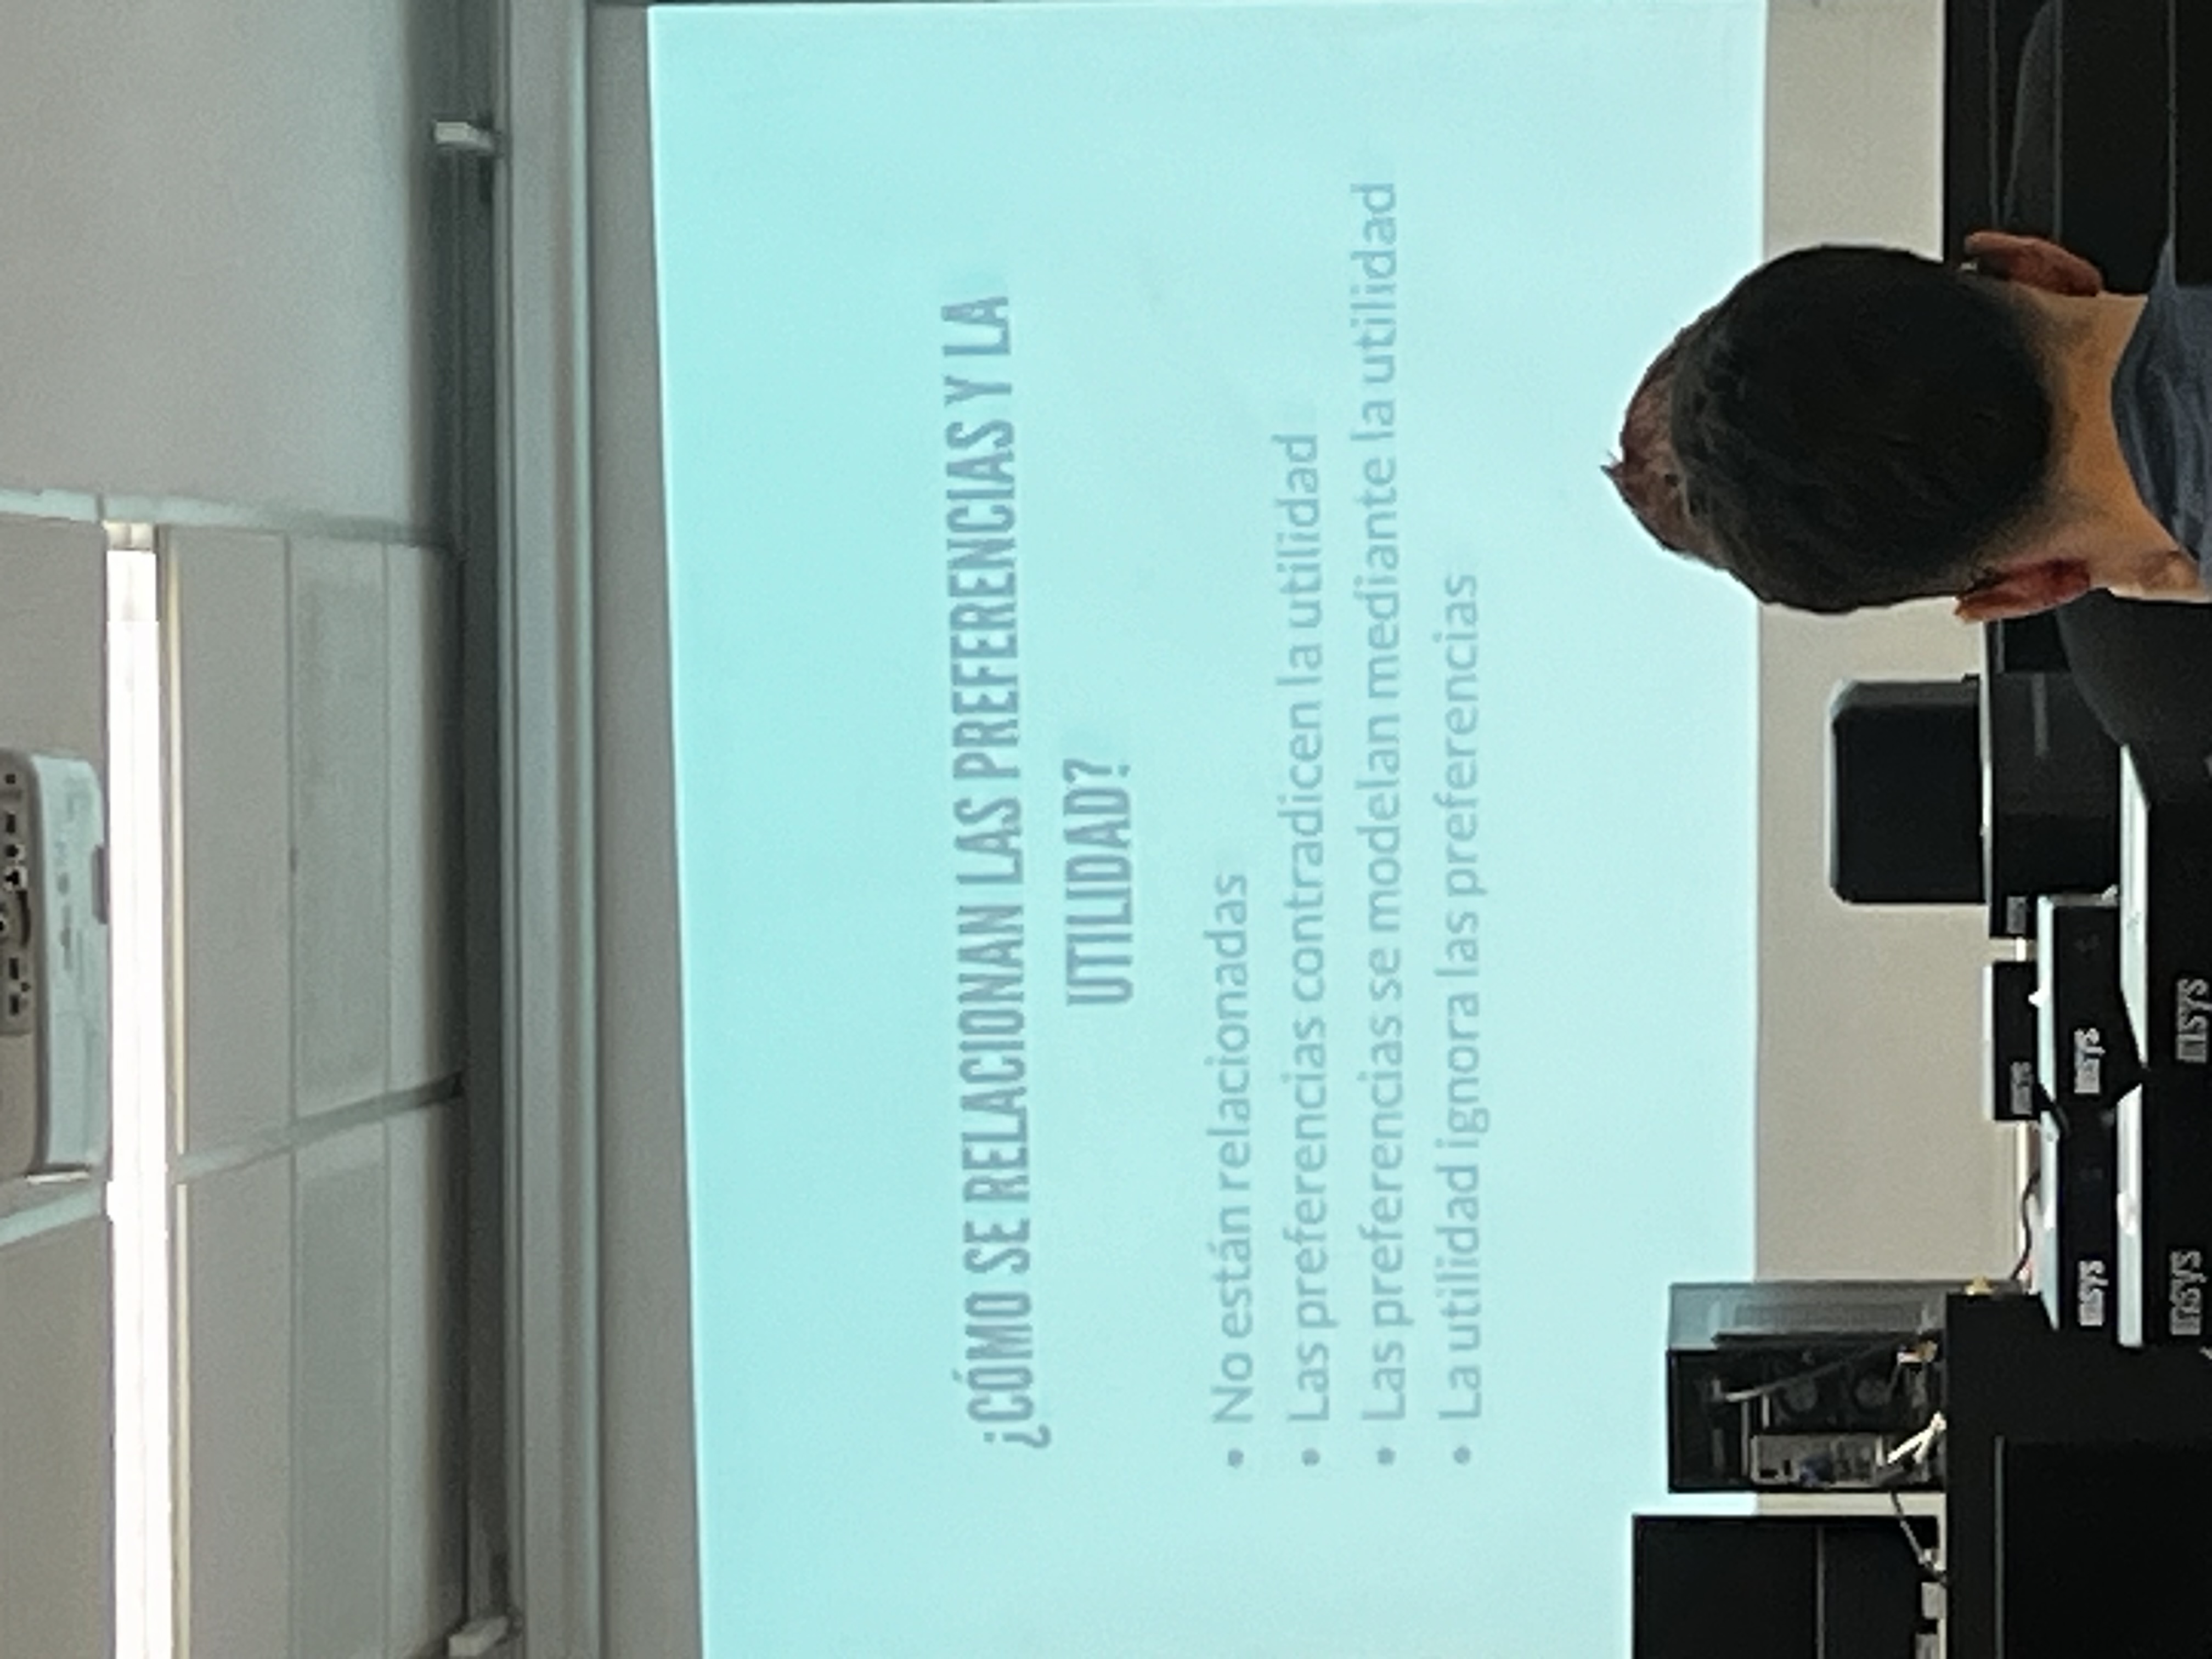 ¿CÓMO SE RELACIONAN LAS PREFERENCIAS Y LA
UTILIDAD?
• No están relacionadas
• Las preferencias contradicen la utilidad
• Las preferencias se modelan mediante la utilidad
• La utilidad ignora las preferencias